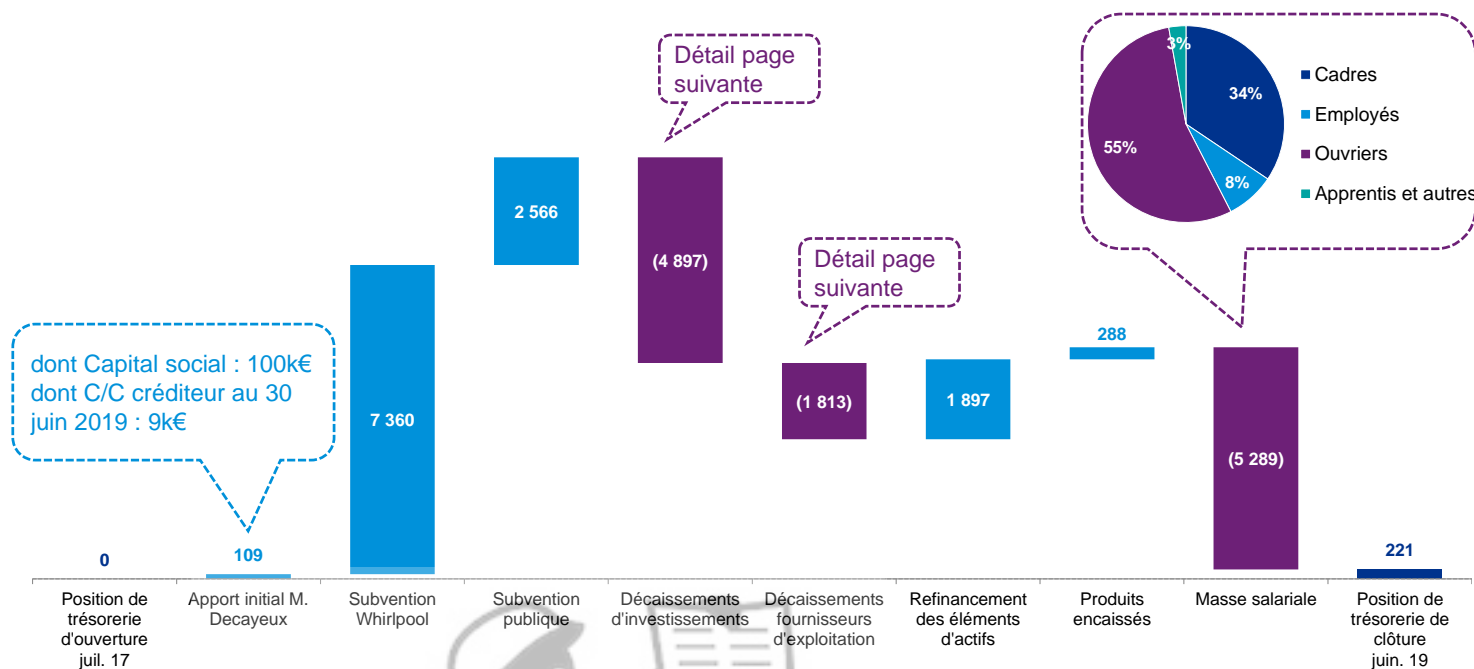 Détail page
suivante
3%
34%
55%
8%
Cadres
Employés
Ouvriers
Apprentis et autres
2 566
(4 897)
Détail page
suivante
dont Capital social : 100k€
dont C/C créditeur au 30
juin 2019 : 9k€
7 360
(1 813)
1 897
288
(5 289)
0
109
221
Position de
trésorerie
d'ouverture
juil. 17
Apport initial M.
Decayeux
Subvention
Whirlpool
Subvention
publique
Décaissements
d'investissements
Décaissements
fournisseurs
d'exploitation
Refinancement
des éléments
d'actifs
Produits
encaissés
Masse salariale
Position de
trésorerie de
clôture
juin. 19